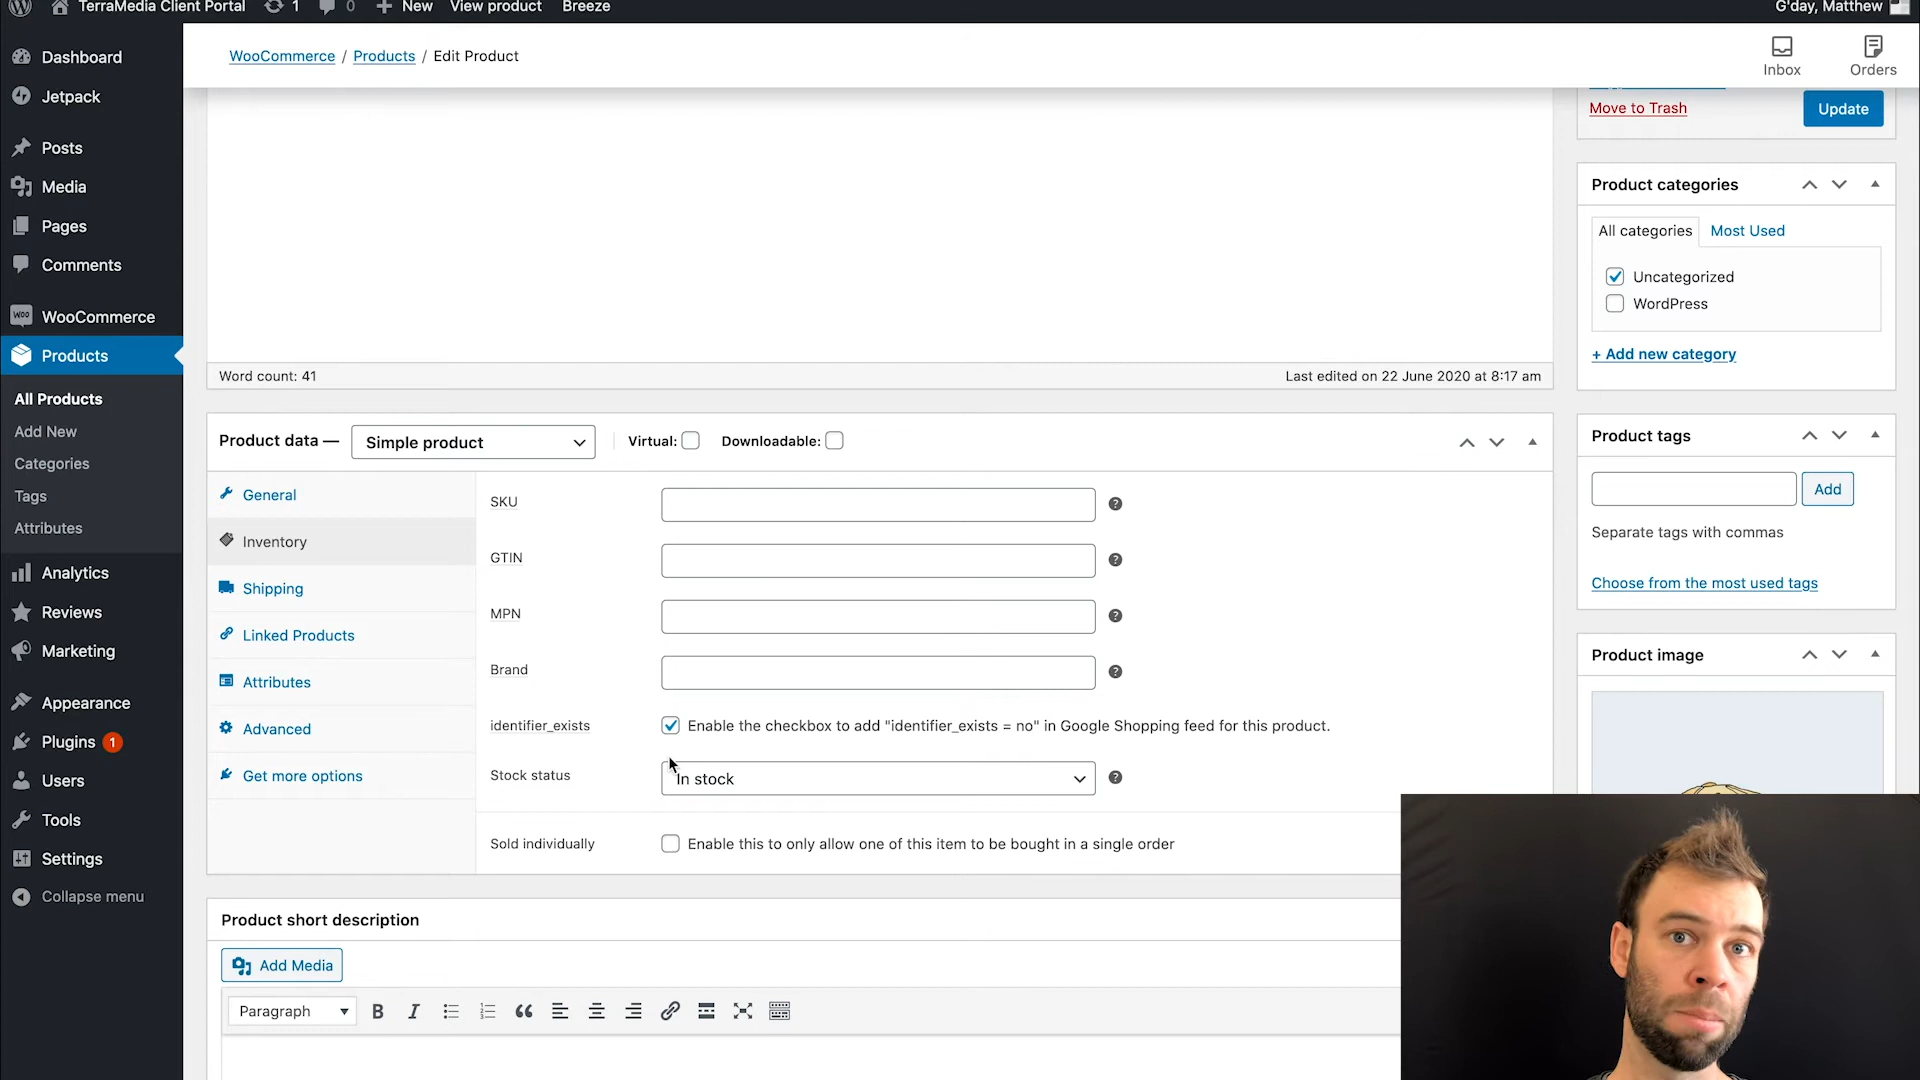 TerraMedia Client Portal 1 0 New View product Breeze G'day, Matthew
WooCommerce / Products / Edit Product
Inbox
Orders
Dashboard
Jetpack
Posts
Media
Pages
Comments
Woo WooCommerce
Products
All Products
Add New
Categories
Tags
Attributes
Analytics
Reviews
Marketing
Appearance
Plugins 1
Users
Tools
Settings
Collapse menu
Word count: 41
Last edited on 22 June 2020 at 8:17 am
Product data — Simple product Virtual: Downloadable:
General
Inventory
Shipping
Linked Products
Attributes
Advanced
Get more options
SKU
GTIN
MPN
Brand
identifier_exists Enable the checkbox to add "identifier_exists = no" in Google Shopping feed for this product.
Stock status In stock
Sold individually Enable this to only allow one of this item to be bought in a single order
Product short description
Add Media
Paragraph
Move to Trash
Update
Product categories
All categories Most Used
Uncategorized
WordPress
+ Add new category
Product tags
Add
Separate tags with commas
Choose from the most used tags
Product image